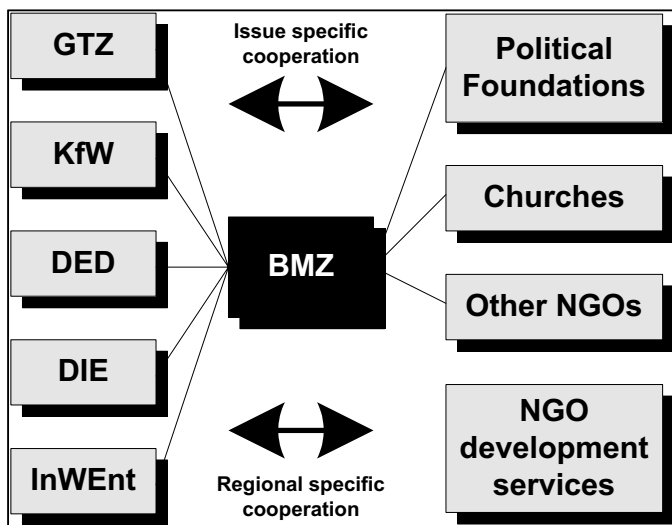 GTZ
KfW
DED
DIE
InWEnt
Issue specific
cooperation
BMZ
Regional specific
cooperation
Political
Foundations
Churches
Other NGOs
NGO
development
services